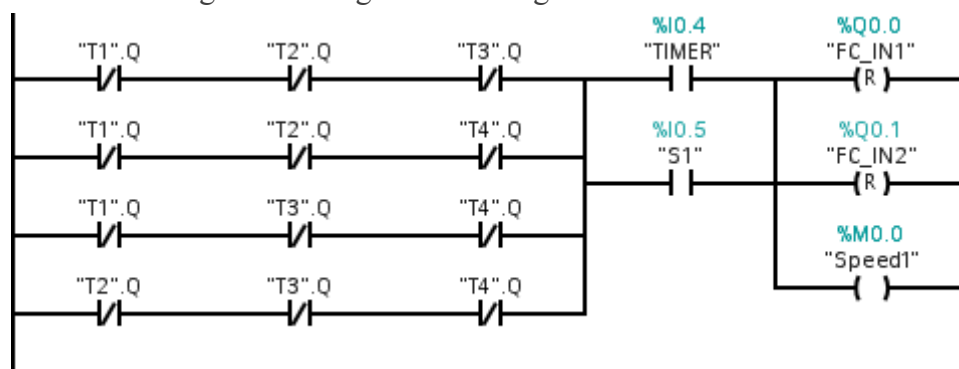 %I0.4 %Q0.0
"T1".Q "T2".Q "T3".Q "TIMER" "FC_IN1"
(R)
"T1".Q "T2".Q "T4".Q %I0.5 %Q0.1
"S1" "FC_IN2"
(R)
"T1".Q "T3".Q "T4".Q
%M0.0
"Speed1"
"T2".Q "T3".Q "T4".Q